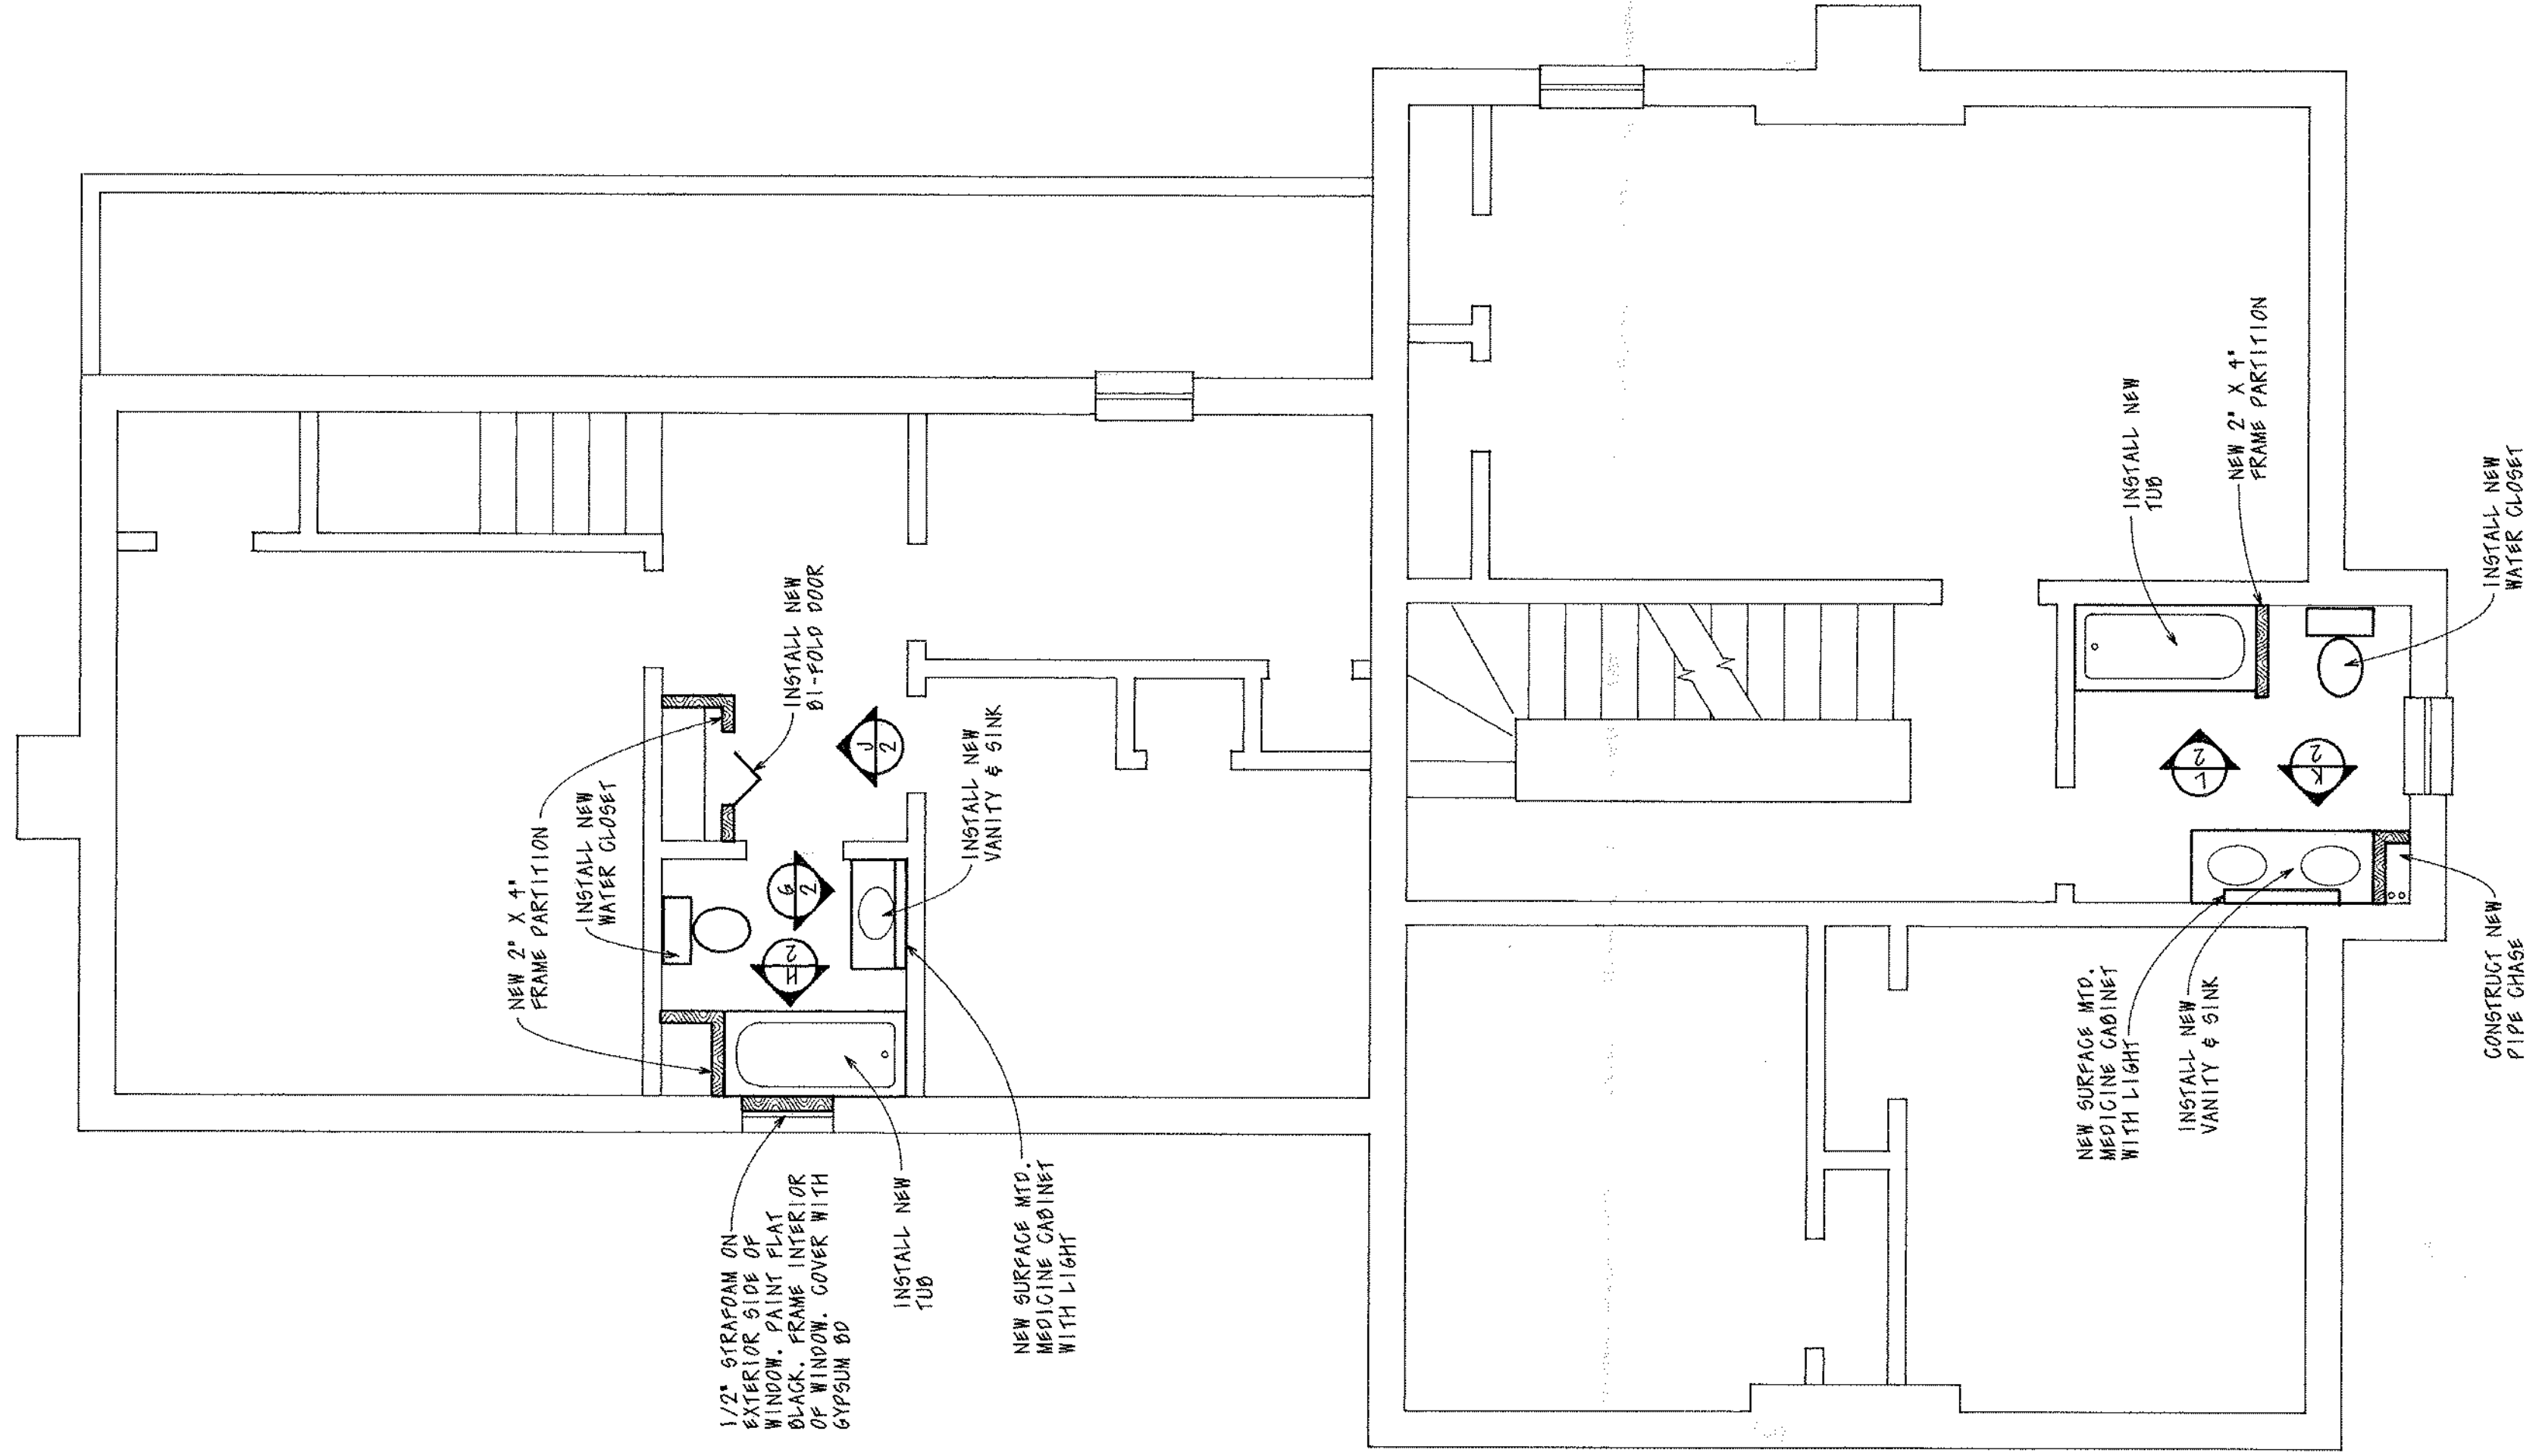 NEW 2" X 4"
FRAME PARTITION
INSTALL NEW
WATER CLOSET
INSTALL NEW
BI-FOLD DOOR
J
2
G
2
H
2
INSTALL NEW
VANITY & SINK
1/2" STRAFOAM ON
EXTERIOR SIDE OF
WINDOW. PAINT FLAT
BLACK. FRAME INTERIOR
OF WINDOW. COVER WITH
GYPSUM BD
INSTALL NEW
TUB
NEW SURFACE MTD.
MEDICINE CABINET
WITH LIGHT
INSTALL NEW
TUB
NEW 2" X 4"
FRAME PARTITION
INSTALL NEW
WATER CLOSET
L
2
K
2
NEW SURFACE MTD.
MEDICINE CABINET
WITH LIGHT
INSTALL NEW
VANITY & SINK
CONSTRUCT NEW
PIPE CHASE